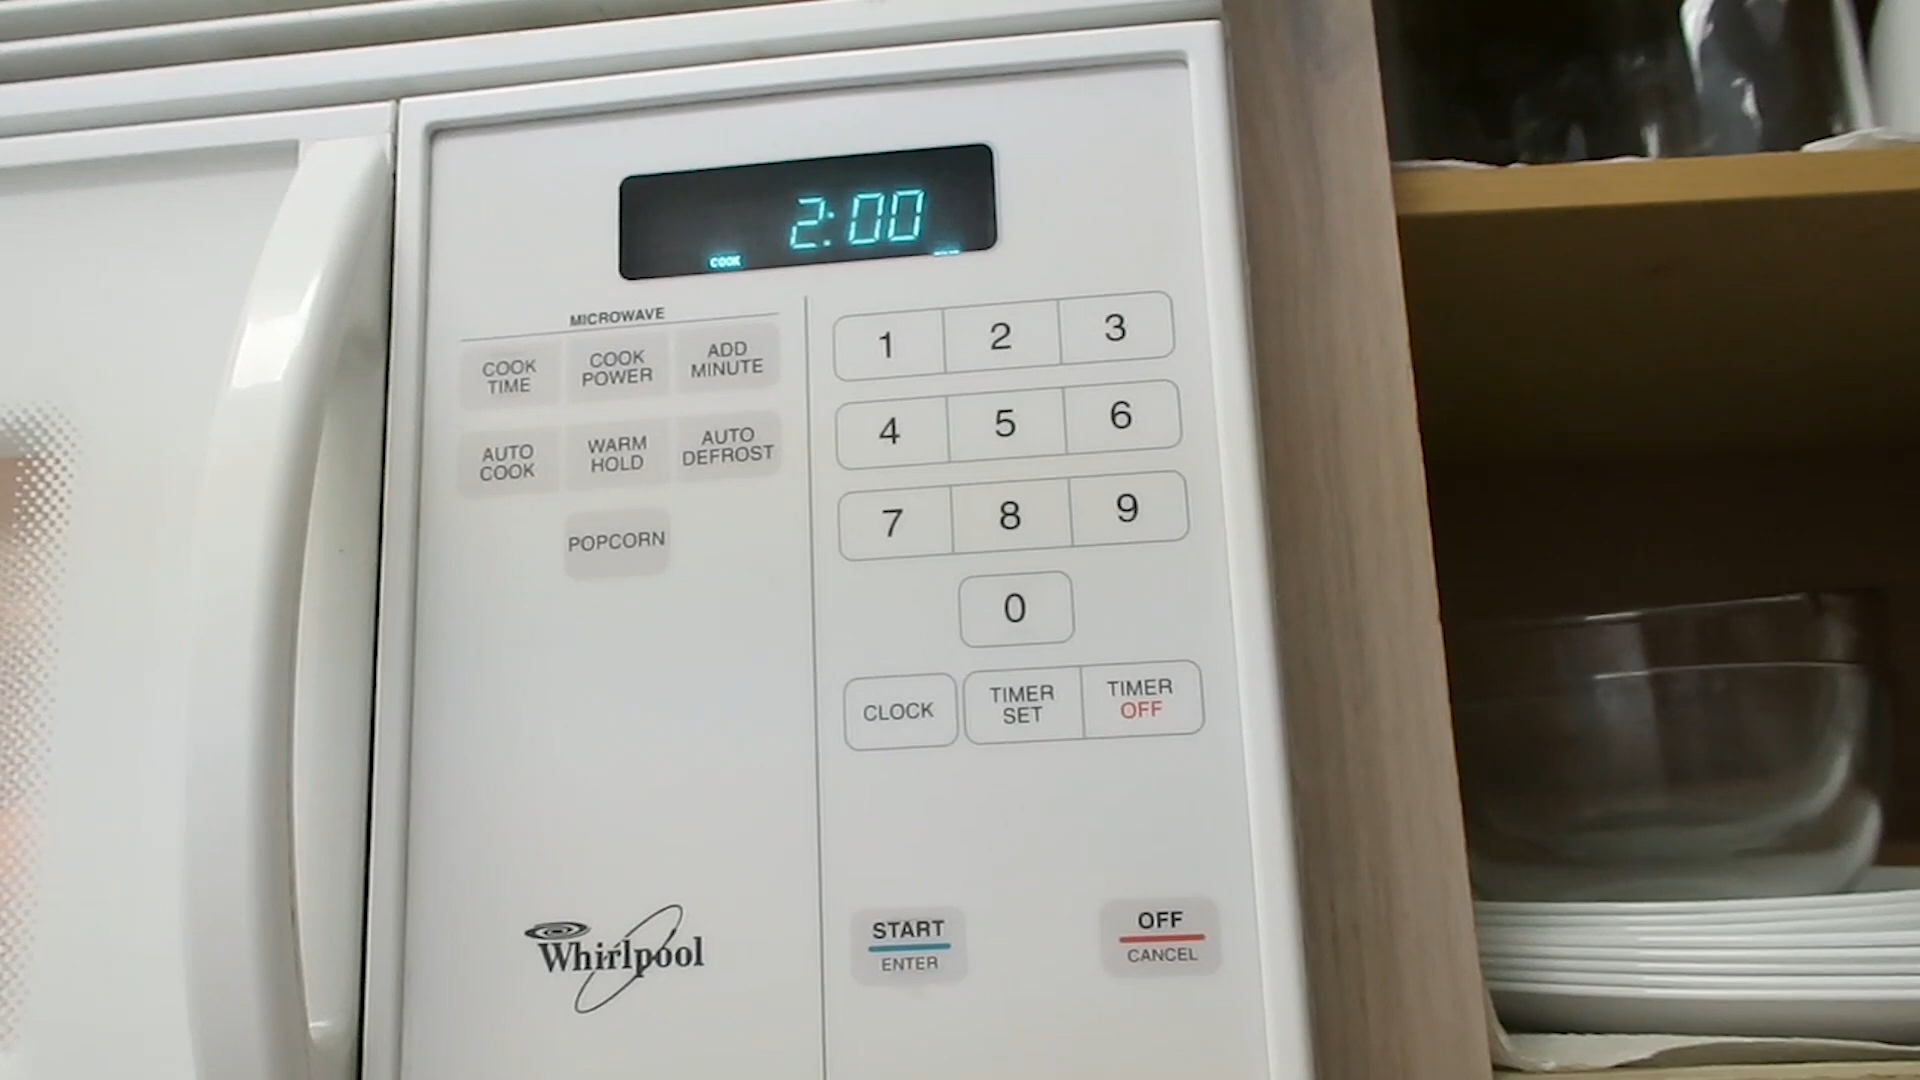 2:00
COOK
MICROWAVE
COOK
TIME
COOK
POWER
ADD
MINUTE
AUTO
COOK
WARM
HOLD
AUTO
DEFROST
POPCORN
1
2
3
4
5
6
7
8
9
0
CLOCK
TIMER
SET
TIMER
OFF
Whirlpool
START
ENTER
OFF
CANCEL